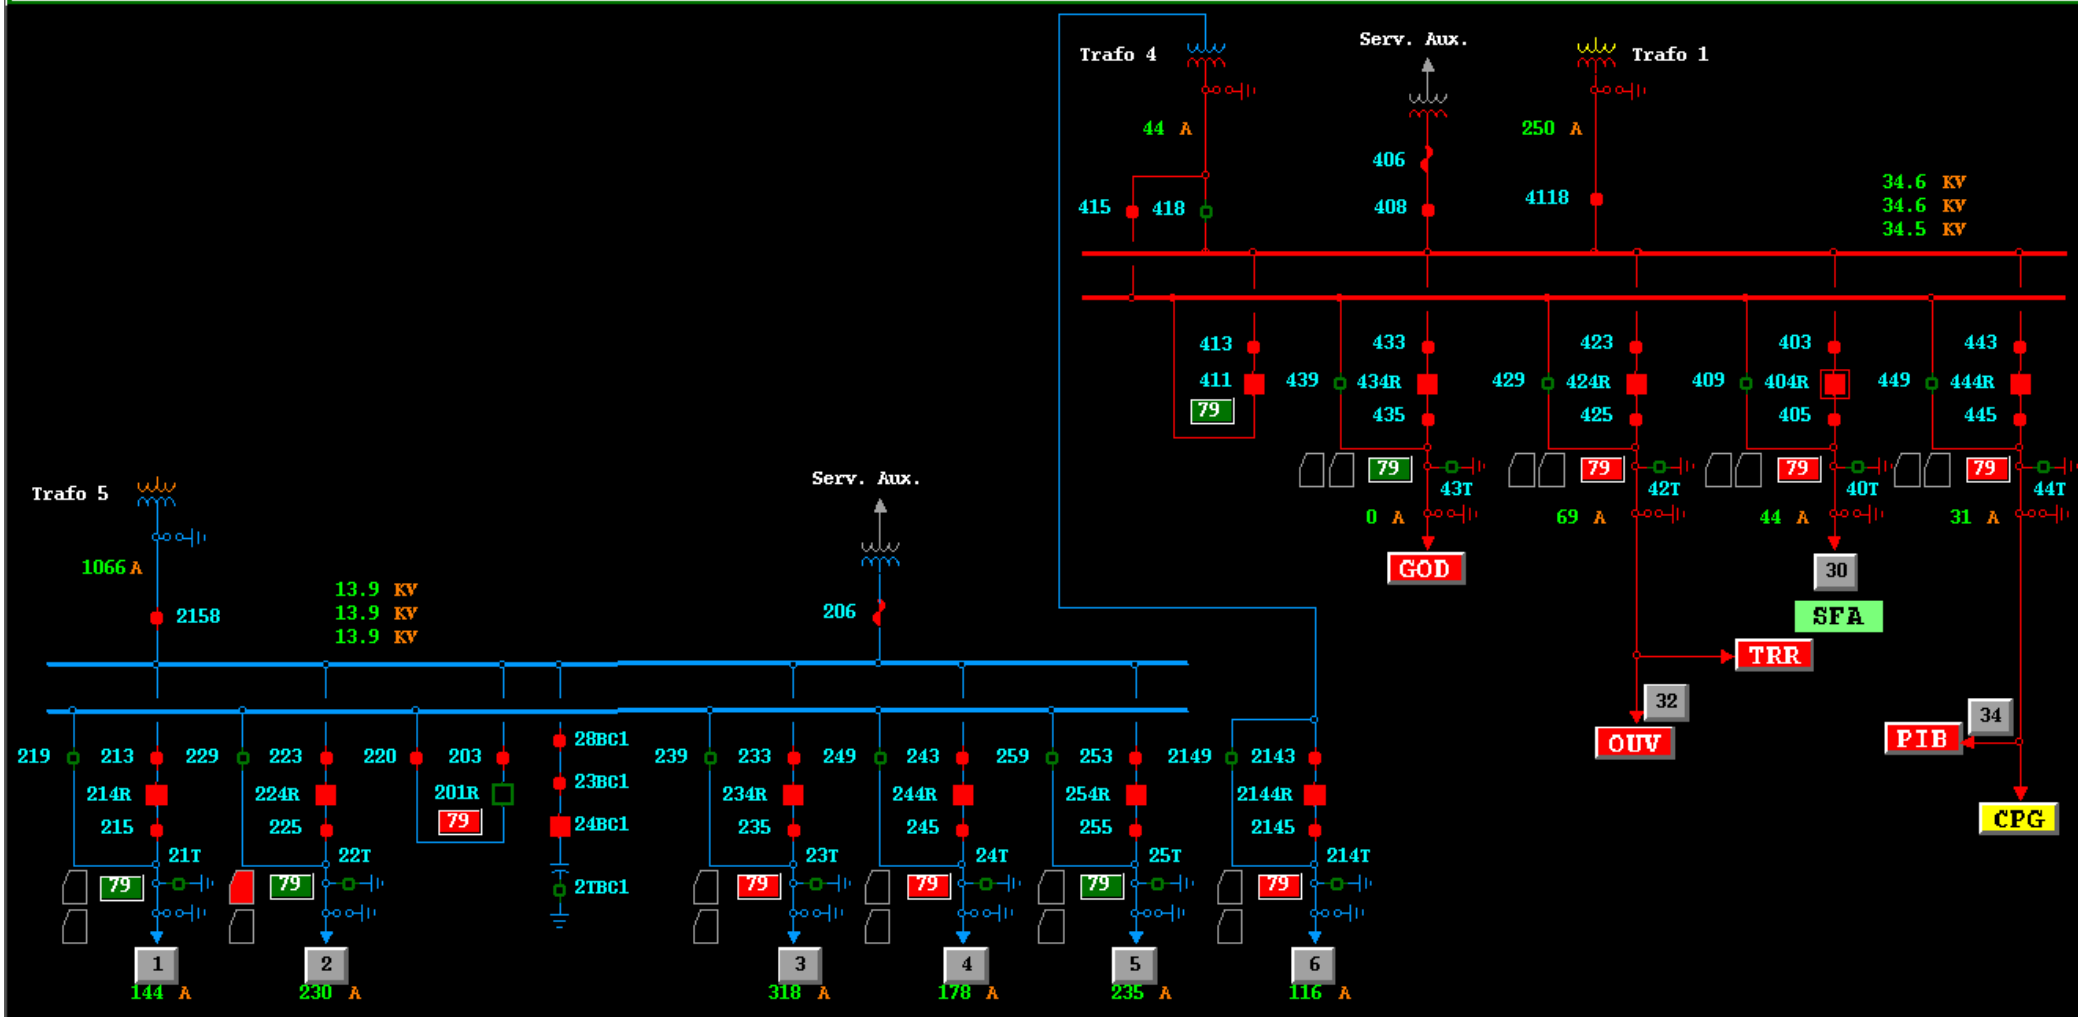 Trafo 4
Serv. Aux.
Trafo 1
44 A
250 A
406
415
418
408
4118
34.6 KV
34.6 KV
34.5 KV
413
433
423
403
443
411
439
434R
429
424R
409
404R
449
444R
79
435
425
405
445
79
79
79
79
43T
42T
40T
44T
0 A
69 A
44 A
31 A
GOD
30
SFA
TRR
32
34
OUV
PIB
CPG
Trafo 5
Serv. Aux.
1066 A
13.9 KV
13.9 KV
13.9 KV
2158
206
28BC1
219
213
229
223
220
203
239
233
249
243
259
253
2149
2143
23BC1
214R
224R
201R
24BC1
234R
244R
254R
2144R
215
225
79
235
245
255
2145
21T
22T
23T
24T
25T
214T
79
79
2TBC1
79
79
79
79
1
2
3
4
5
6
144 A
230 A
318 A
178 A
235 A
116 A